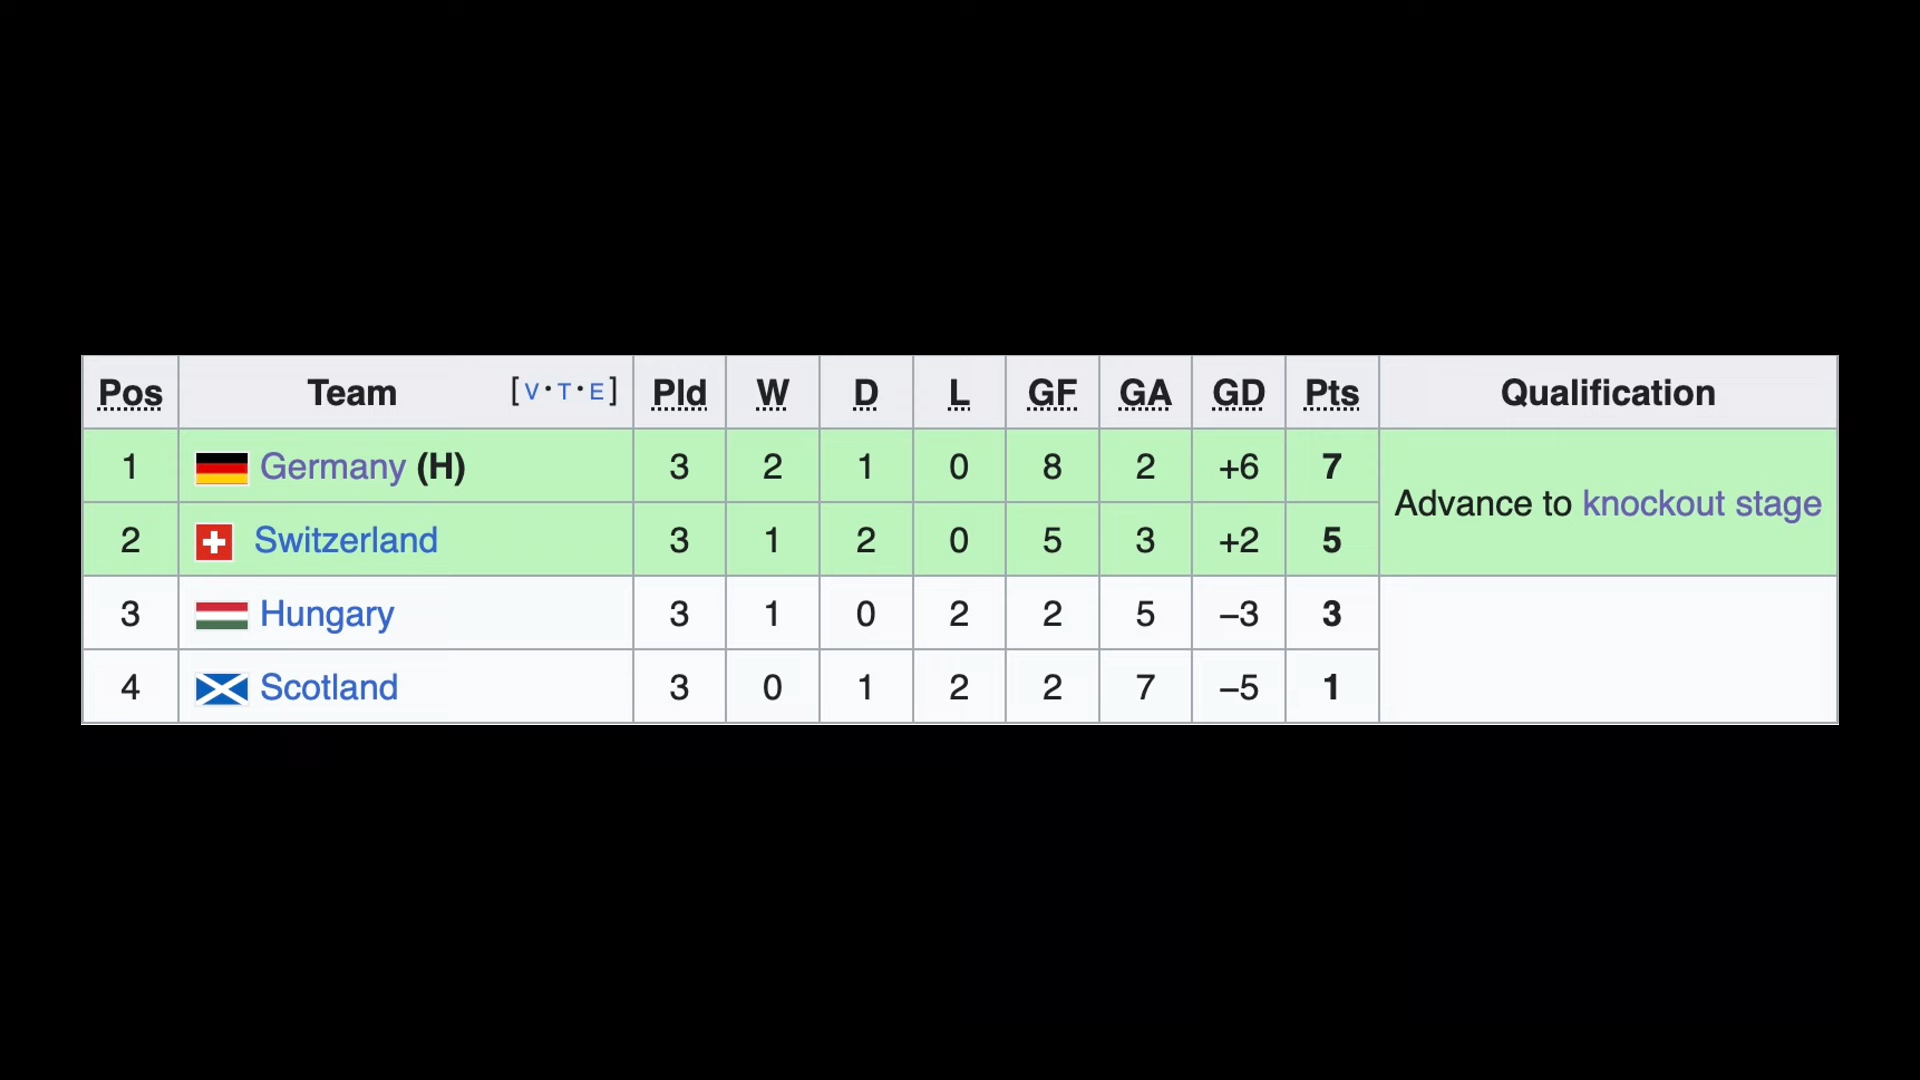 Pos Team [V·T·E] Pld W D L GF GA GD Pts Qualification
1 Germany (H) 3 2 1 0 8 2 +6 7 Advance to knockout stage
2 Switzerland 3 1 2 0 5 3 +2 5
3 Hungary 3 1 0 2 2 5 −3 3
4 Scotland 3 0 1 2 2 7 −5 1